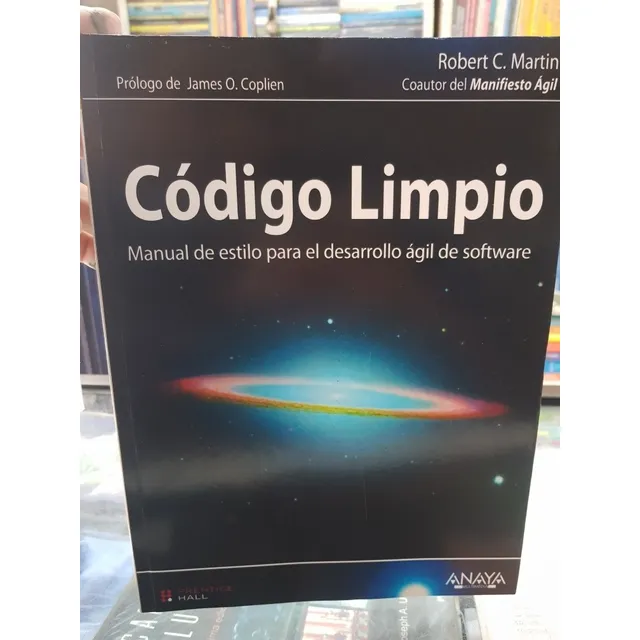 Robert C. Martin
Prólogo de James O. Coplien
Coautor del Manifiesto Ágil
Código Limpio
Manual de estilo para el desarrollo ágil de software
PRENTICE
HALL
ANAYA